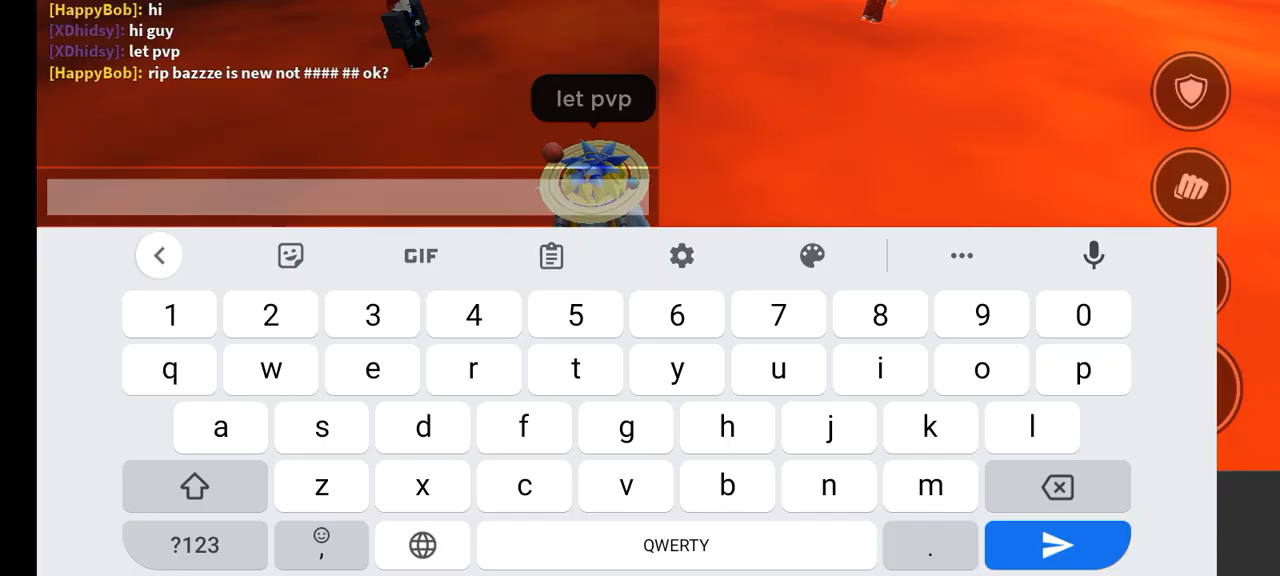 [HappyBob]: hi
[XDhidsy]: hi guy
[XDhidsy]: let pvp
[HappyBob]: rip bazzze is new not #### ## ok?
let pvp
GIF
1 2 3 4 5 6 7 8 9 0
q w e r t y u i o p
a s d f g h j k l
z x c v b n m
?123 , QWERTY .